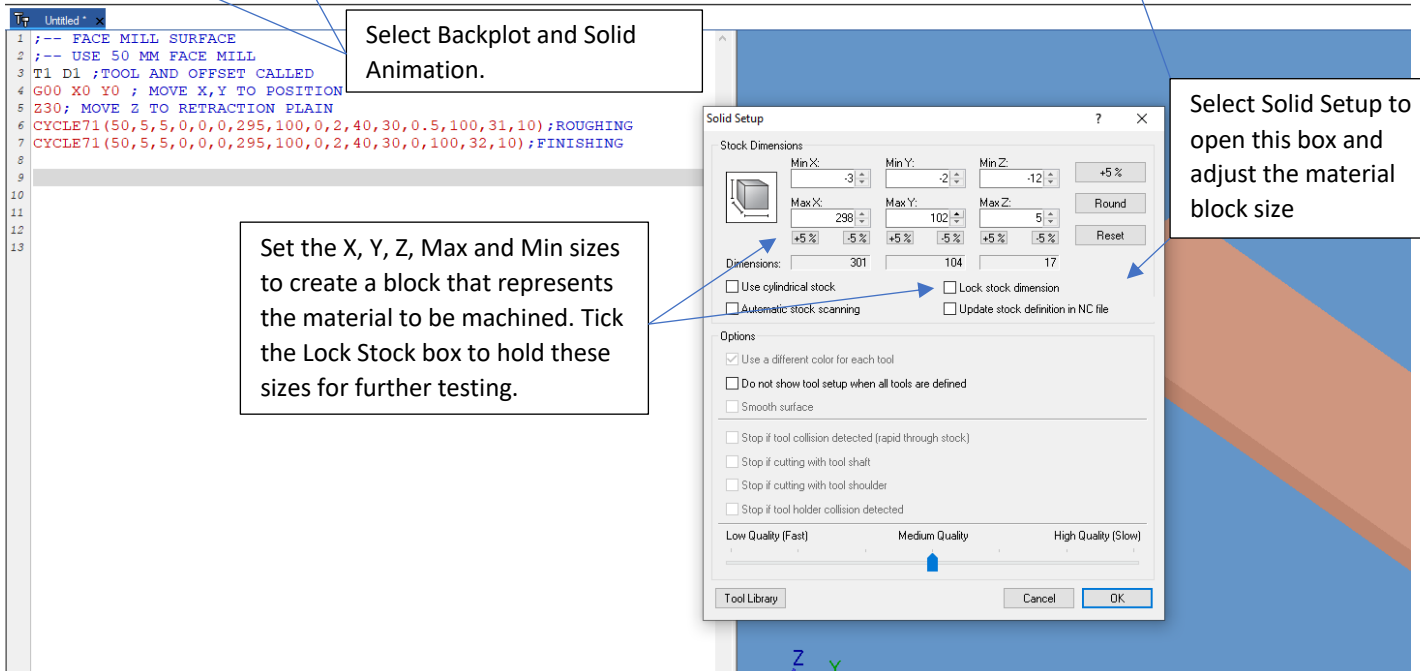 Untitled *
1 ;-- FACE MILL SURFACE
2 ;-- USE 50 MM FACE MILL
3 T1 D1 ;TOOL AND OFFSET CALLED
4 G00 X0 Y0 ; MOVE X,Y TO POSITION
5 Z30; MOVE Z TO RETRACTION PLAIN
6 CYCLE71(50,5,5,0,0,0,295,100,0,2,40,30,0.5,100,31,10);ROUGHING
7 CYCLE71(50,5,5,0,0,0,295,100,0,2,40,30,0,100,32,10);FINISHING
8
9
10
11
12
13
Select Backplot and Solid
Animation.
Set the X, Y, Z, Max and Min sizes
to create a block that represents
the material to be machined. Tick
the Lock Stock box to hold these
sizes for further testing.
Solid Setup ? ×
Stock Dimensions
Min X: Min Y: Min Z:
-3 -2 -12 +5 %
Max X: Max Y: Max Z: Round
298 102 5
+5 % -5 % +5 % -5 % +5 % -5 % Reset
Dimensions: 301 104 17
Use cylindrical stock Lock stock dimension
Automatic stock scanning Update stock definition in NC file
Options
Use a different color for each tool
Do not show tool setup when all tools are defined
Smooth surface
Stop if tool collision detected (rapid through stock)
Stop if cutting with tool shaft
Stop if cutting with tool shoulder
Stop if tool holder collision detected
Low Quality (Fast) Medium Quality High Quality (Slow)
Tool Library Cancel OK
Select Solid Setup to
open this box and
adjust the material
block size
Z
Y